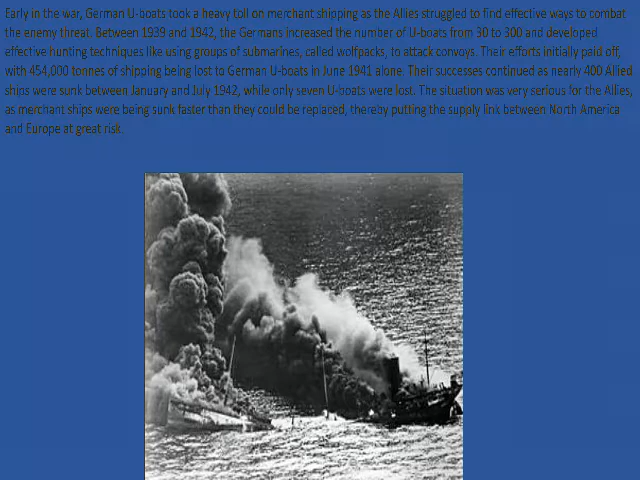 Early in the war, German U-boats took a heavy toll on merchant shipping as the Allies struggled to find effective ways to combat
the enemy threat. Between 1939 and 1942, the Germans increased the number of U-boats from 30 to 300 and developed
effective hunting techniques like using groups of submarines, called wolfpacks, to attack convoys. Their efforts initially paid off,
with 454,000 tonnes of shipping being lost to German U-boats in June 1941 alone. Their successes continued as nearly 400 Allied
ships were sunk between January and July 1942, while only seven U-boats were lost. The situation was very serious for the Allies,
as merchant ships were being sunk faster than they could be replaced, thereby putting the supply link between North America
and Europe at great risk.